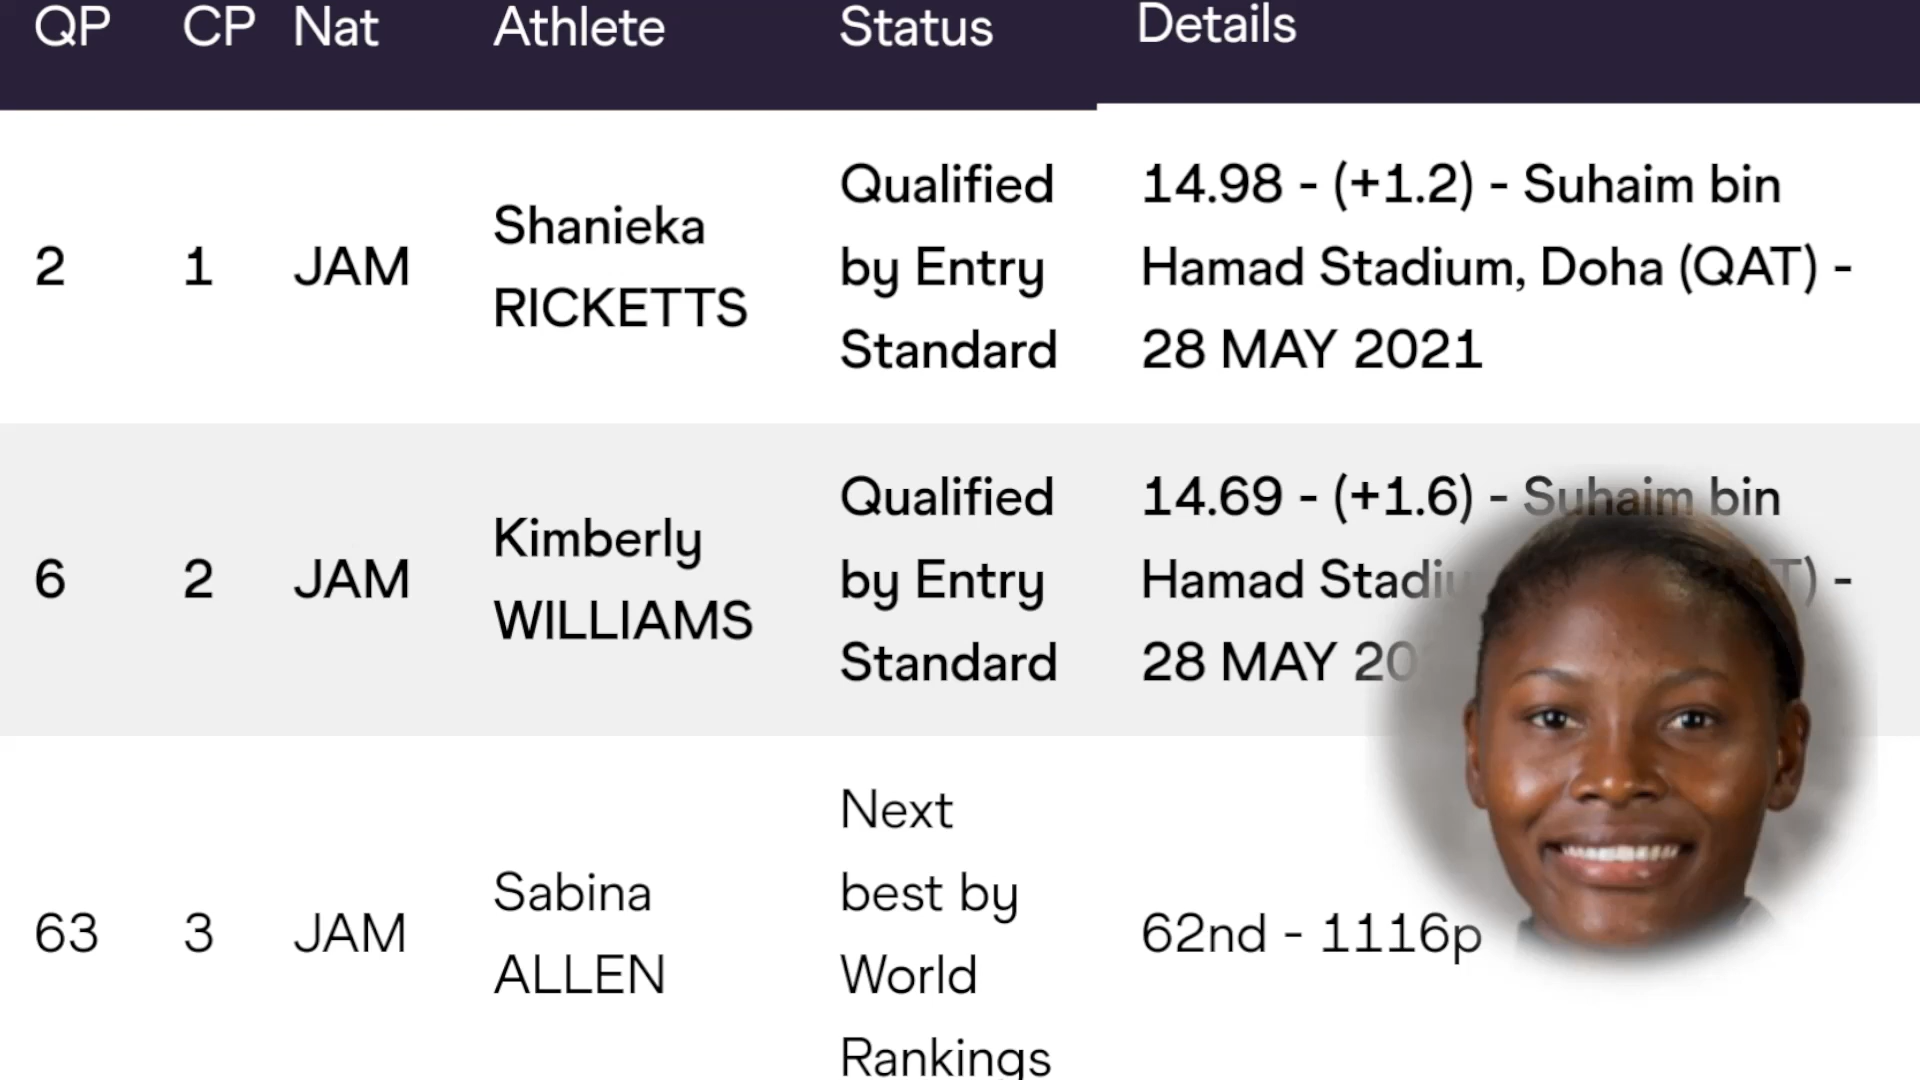 QP CP Nat Athlete Status Details
Qualified 14.98 - (+1.2) - Suhaim bin
Shanieka
2 1 JAM by Entry Hamad Stadium, Doha (QAT) -
RICKETTS
Standard 28 MAY 2021
Qualified 14.69 - (+1.6) - Suhaim bin
Kimberly
6 2 JAM by Entry Hamad -
WILLIAMS
Standard 28 MAY
Next
Sabina best by
63 3 JAM 62nd - 1116p
ALLEN World
Rankings